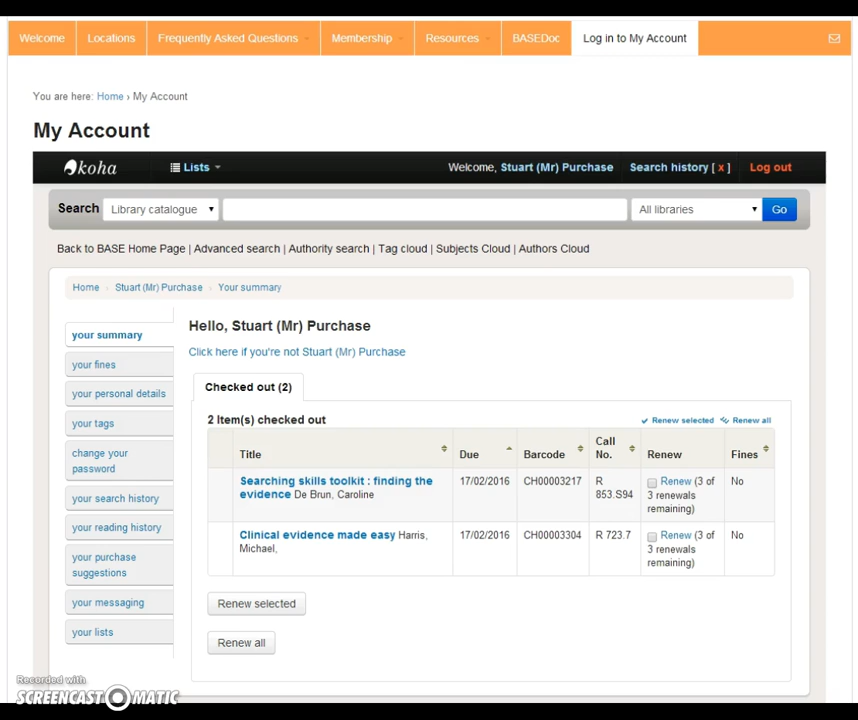 Welcome Locations Frequently Asked Questions Membership Resources BASEDoc Log in to My Account
You are here: Home › My Account
My Account
koha Lists Welcome, Stuart (Mr) Purchase Search history [ x ] Log out
Search Library catalogue All libraries Go
Back to BASE Home Page | Advanced search | Authority search | Tag cloud | Subjects Cloud | Authors Cloud
Home › Stuart (Mr) Purchase › Your summary
your summary
your fines
your personal details
your tags
change your
password
your search history
your reading history
your purchase
suggestions
your messaging
your lists
Hello, Stuart (Mr) Purchase
Click here if you're not Stuart (Mr) Purchase
Checked out (2)
2 Item(s) checked out Renew selected Renew all
Title Due Barcode Call No. Renew Fines
Searching skills toolkit : finding the 17/02/2016 CH00003217 R Renew (3 of No
evidence De Brun, Caroline 853.S94 3 renewals
remaining)
Clinical evidence made easy Harris, 17/02/2016 CH00003304 R 723.7 Renew (3 of No
Michael, 3 renewals
remaining)
Renew selected
Renew all
Recorded with
SCREENCAST-O-MATIC